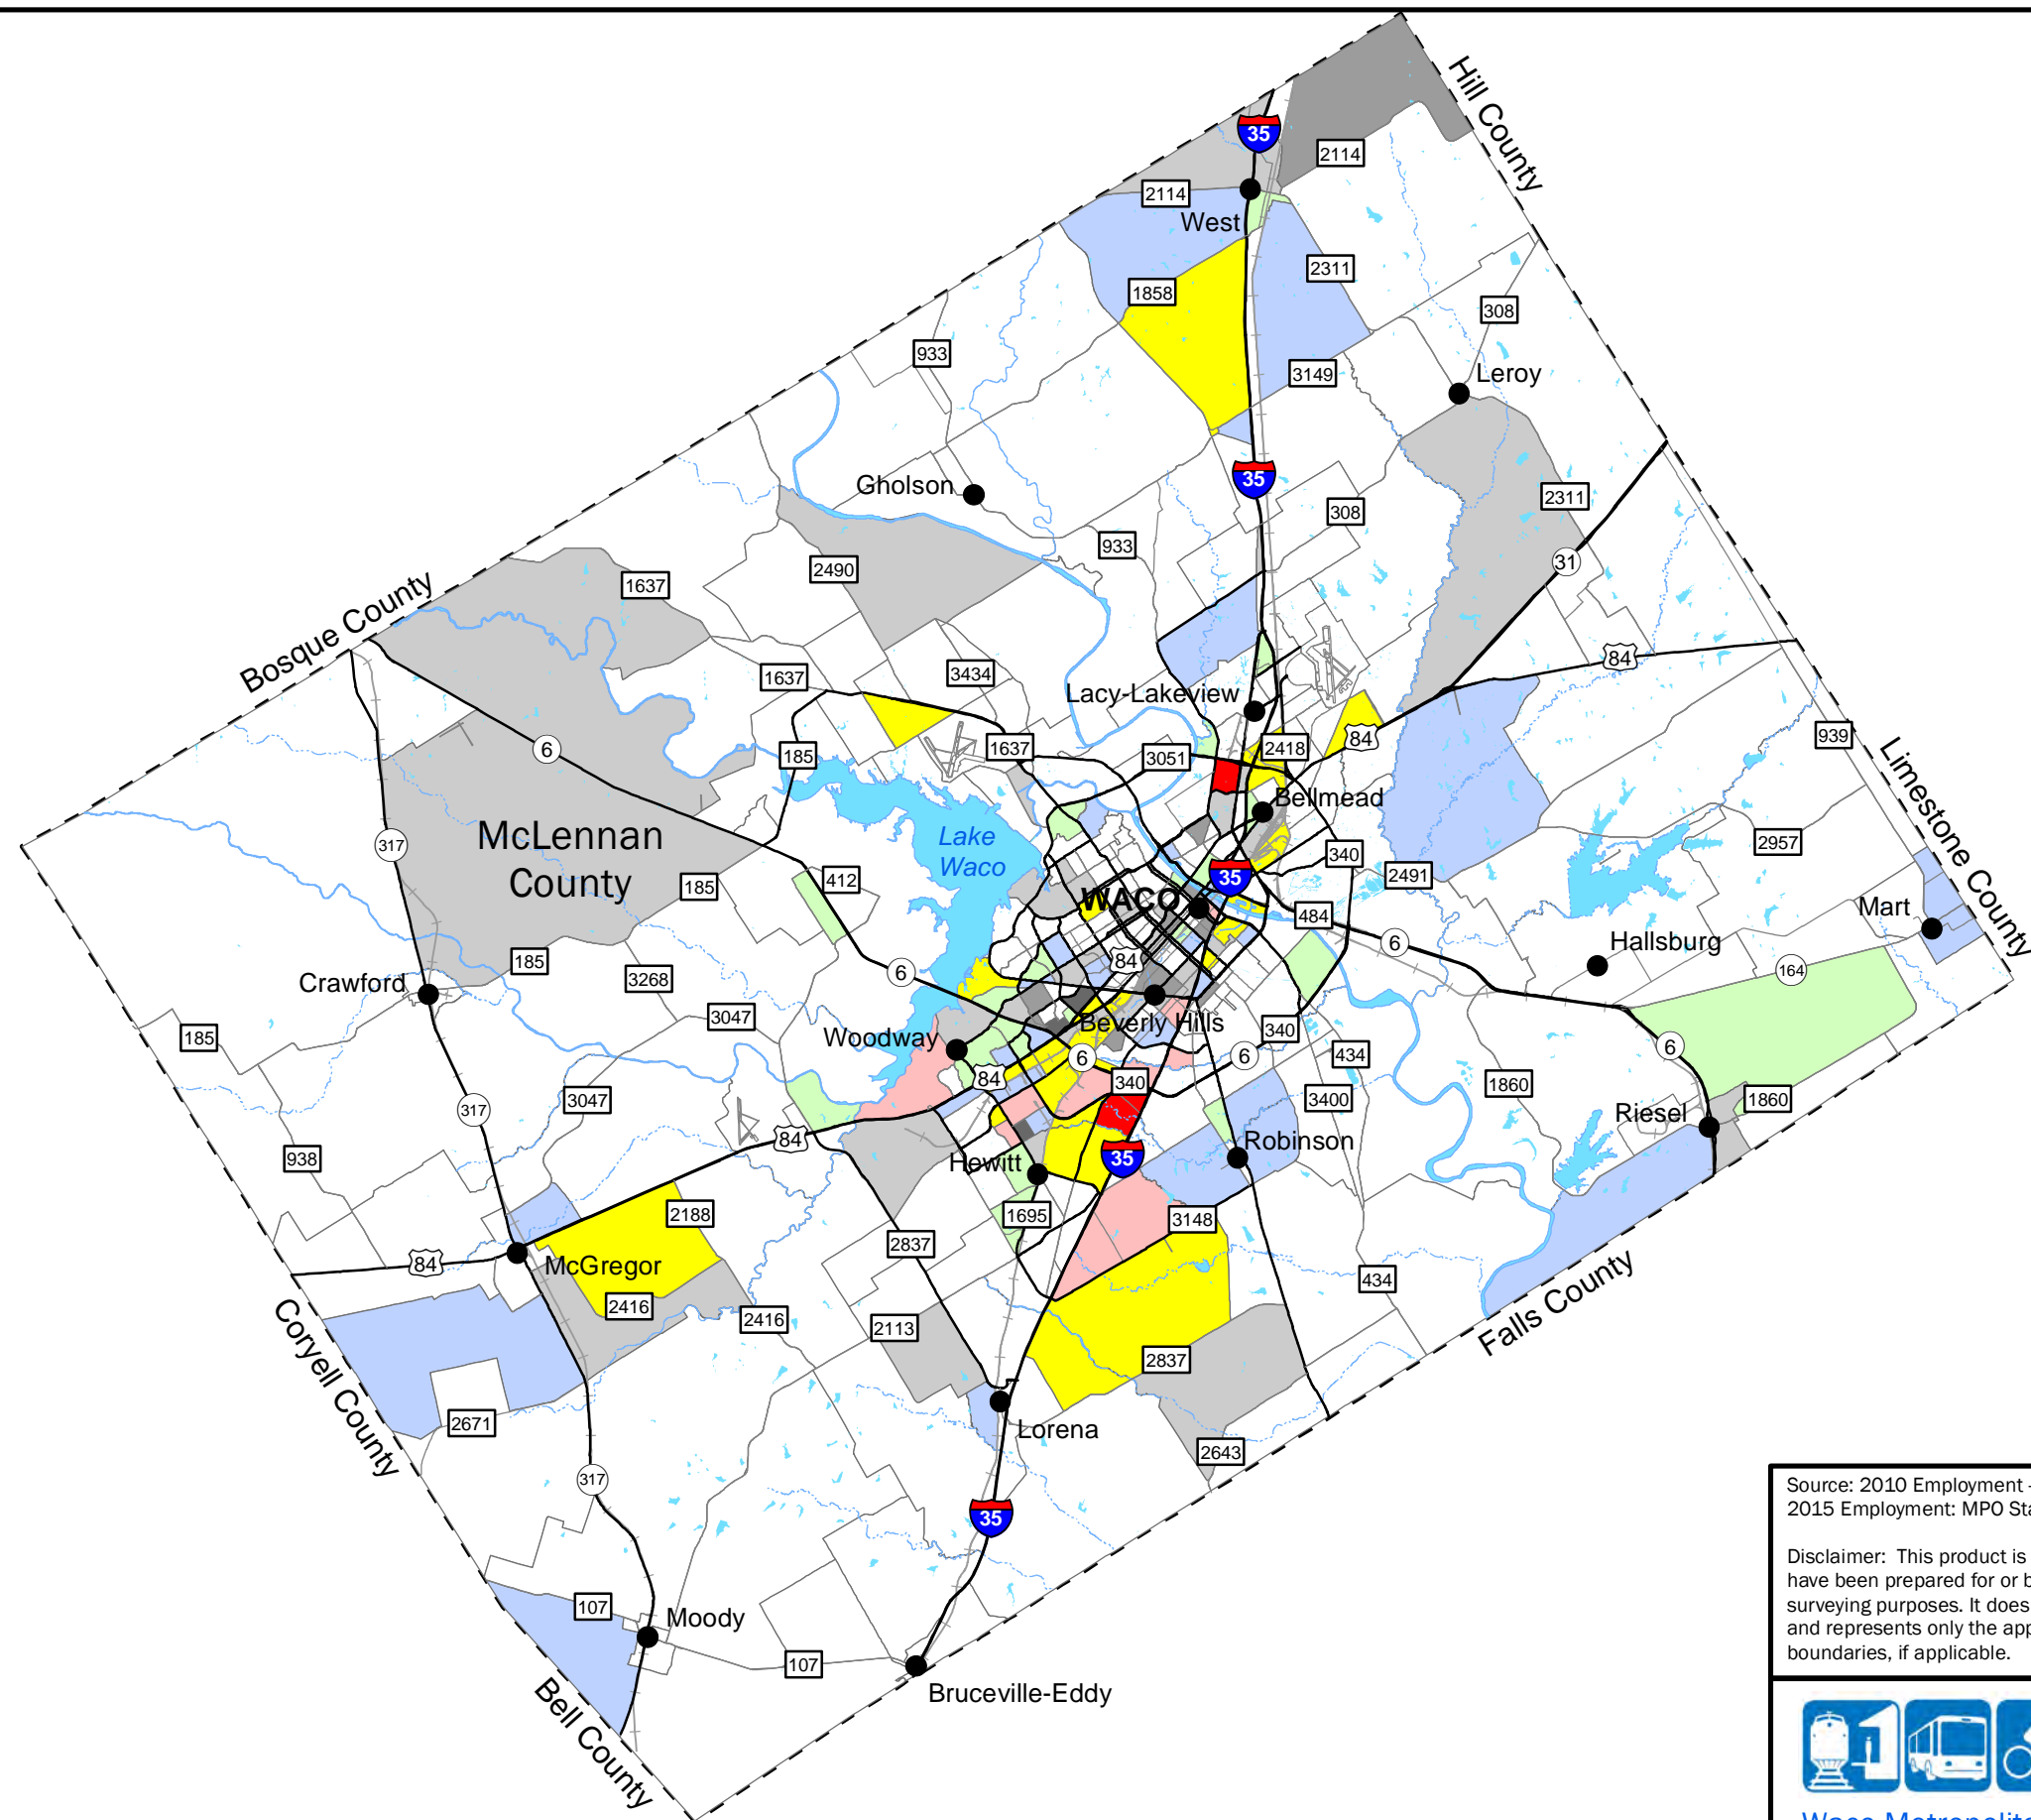 Hill County
35
2114
2114
West
2311
1858
308
933
3149
Leroy
Gholson
35
2311
308
933
31
2490
1637
Bosque County
84
1637
3434
Lacy-Lakeview
939
6
185
1637
3051
2418
84
Limestone County
Bellmead
317
McLennan
County
Lake
Waco
2957
340
412
185
35
2491
WACO
Mart
484
6
Hallsburg
185
84
164
Crawford
3268
6
3047
Beverly Hills
185
Woodway
340
434
6
6
6
84
340
1860
317
3047
3400
1860
Riesel
84
Robinson
938
Hewitt
35
2188
1695
3148
2837
84
McGregor
434
2416
2416
2113
Falls County
Coryell County
2837
2671
Lorena
2643
317
35
107
Moody
107
Bruceville-Eddy
Bell County
Source: 2010 Employment -
2015 Employment: MPO Sta
Disclaimer: This product is
have been prepared for or b
surveying purposes. It does
and represents only the app
boundaries, if applicable.
Waco Metropolita